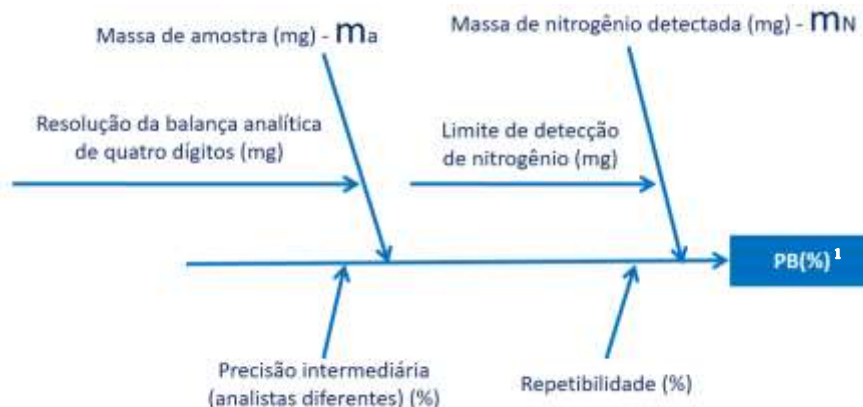 Massa de amostra (mg) - ma
Massa de nitrogênio detectada (mg) - mN
Resolução da balança analítica
de quatro dígitos (mg)
Limite de detecção
de nitrogênio (mg)
PB(%)¹
Precisão intermediária
(analistas diferentes) (%)
Repetibilidade (%)